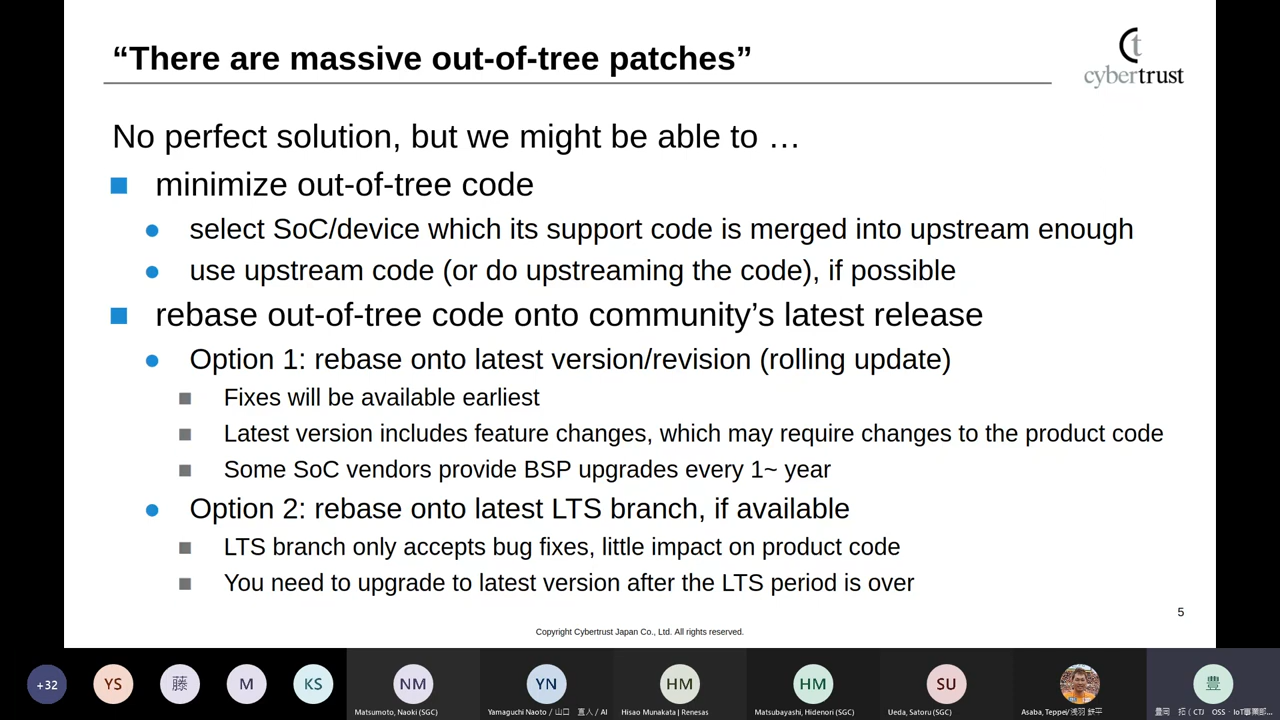 “There are massive out-of-tree patches”
cybertrust
No perfect solution, but we might be able to …
minimize out-of-tree code
select SoC/device which its support code is merged into upstream enough
use upstream code (or do upstreaming the code), if possible
rebase out-of-tree code onto community’s latest release
Option 1: rebase onto latest version/revision (rolling update)
Fixes will be available earliest
Latest version includes feature changes, which may require changes to the product code
Some SoC vendors provide BSP upgrades every 1~ year
Option 2: rebase onto latest LTS branch, if available
LTS branch only accepts bug fixes, little impact on product code
You need to upgrade to latest version after the LTS period is over
5
Copyright Cybertrust Japan Co., Ltd. All rights reserved.
+32 YS 藤 M KS NM YN HM HM SU 豊
Matsumoto, Naoki (SGC) Yamaguchi Naoto / 山口 直人 / AI Hisao Munakata | Renesas Matsubayashi, Hidenori (SGC) Ueda, Satoru (SGC) Asaba, Teppei/浅羽 鉄平 豊岡 拓 ( CTJ OSS・IoT事業部...